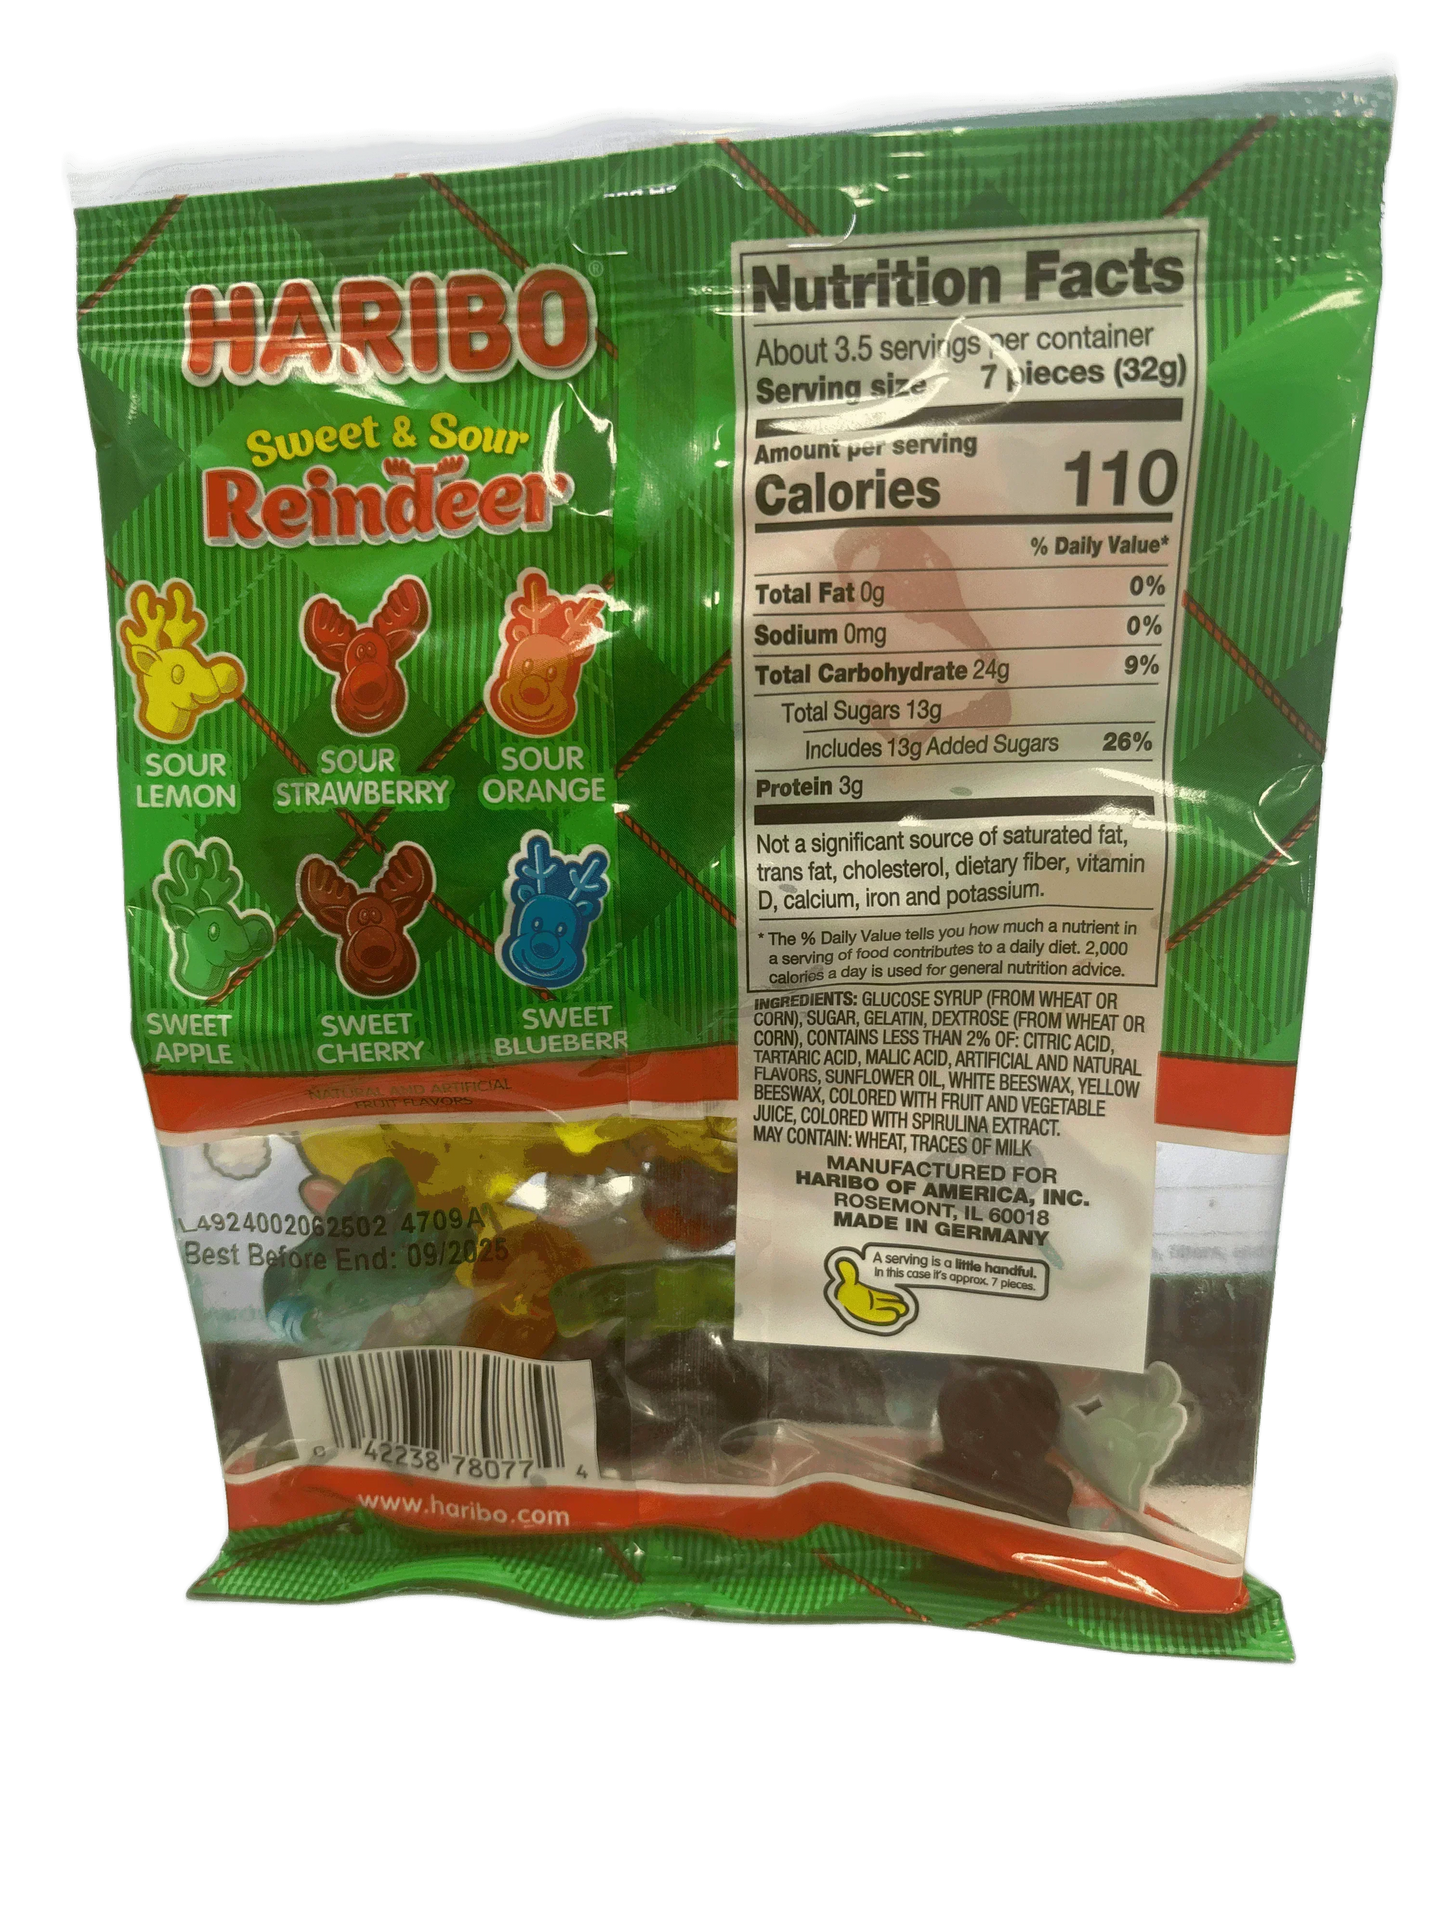 HARIBO®
Sweet & Sour
Reindeer
SOUR
LEMON
SOUR
STRAWBERRY
SOUR
ORANGE
SWEET
APPLE
SWEET
CHERRY
SWEET
BLUEBERR
NATURAL AND ARTIFICIAL
FRUIT FLAVORS
L4924002062502 4709A
Best Before End: 09/2025
6 42238 78077 4
www.haribo.com
Nutrition Facts
About 3.5 servings per container
Serving size 7 pieces (32g)
Amount per serving
Calories 110
% Daily Value*
Total Fat 0g 0%
Sodium 0mg 0%
Total Carbohydrate 24g 9%
Total Sugars 13g
Includes 13g Added Sugars 26%
Protein 3g
Not a significant source of saturated fat,
trans fat, cholesterol, dietary fiber, vitamin
D, calcium, iron and potassium.
* The % Daily Value tells you how much a nutrient in
a serving of food contributes to a daily diet. 2,000
calories a day is used for general nutrition advice.
INGREDIENTS: GLUCOSE SYRUP (FROM WHEAT OR
CORN), SUGAR, GELATIN, DEXTROSE (FROM WHEAT OR
CORN), CONTAINS LESS THAN 2% OF: CITRIC ACID,
TARTARIC ACID, MALIC ACID, ARTIFICIAL AND NATURAL
FLAVORS, SUNFLOWER OIL, WHITE BEESWAX, YELLOW
BEESWAX, COLORED WITH FRUIT AND VEGETABLE
JUICE, COLORED WITH SPIRULINA EXTRACT.
MAY CONTAIN: WHEAT, TRACES OF MILK
MANUFACTURED FOR
HARIBO OF AMERICA, INC.
ROSEMONT, IL 60018
MADE IN GERMANY
A serving is a little handful.
In this case it's approx. 7 pieces.